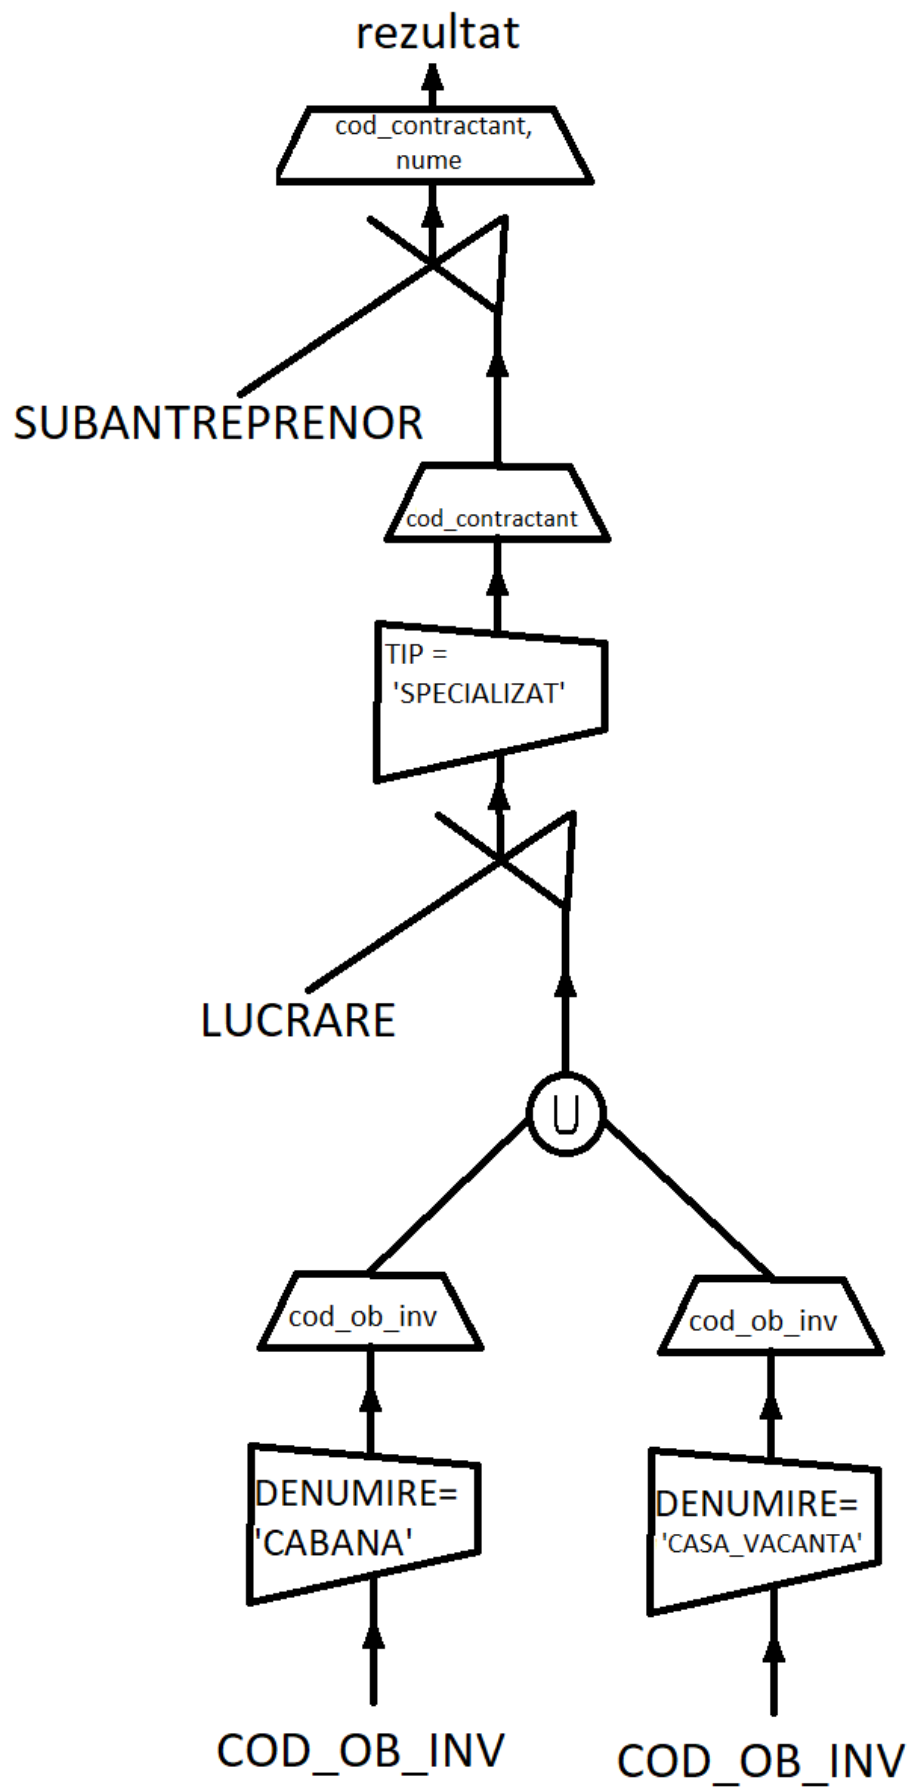 rezultat
cod_contractant,
nume
SUBANTREPRENOR
cod_contractant
TIP =
'SPECIALIZAT'
LUCRARE
U
cod_ob_inv
cod_ob_inv
DENUMIRE=
'CABANA'
DENUMIRE=
'CASA_VACANTA'
COD_OB_INV
COD_OB_INV